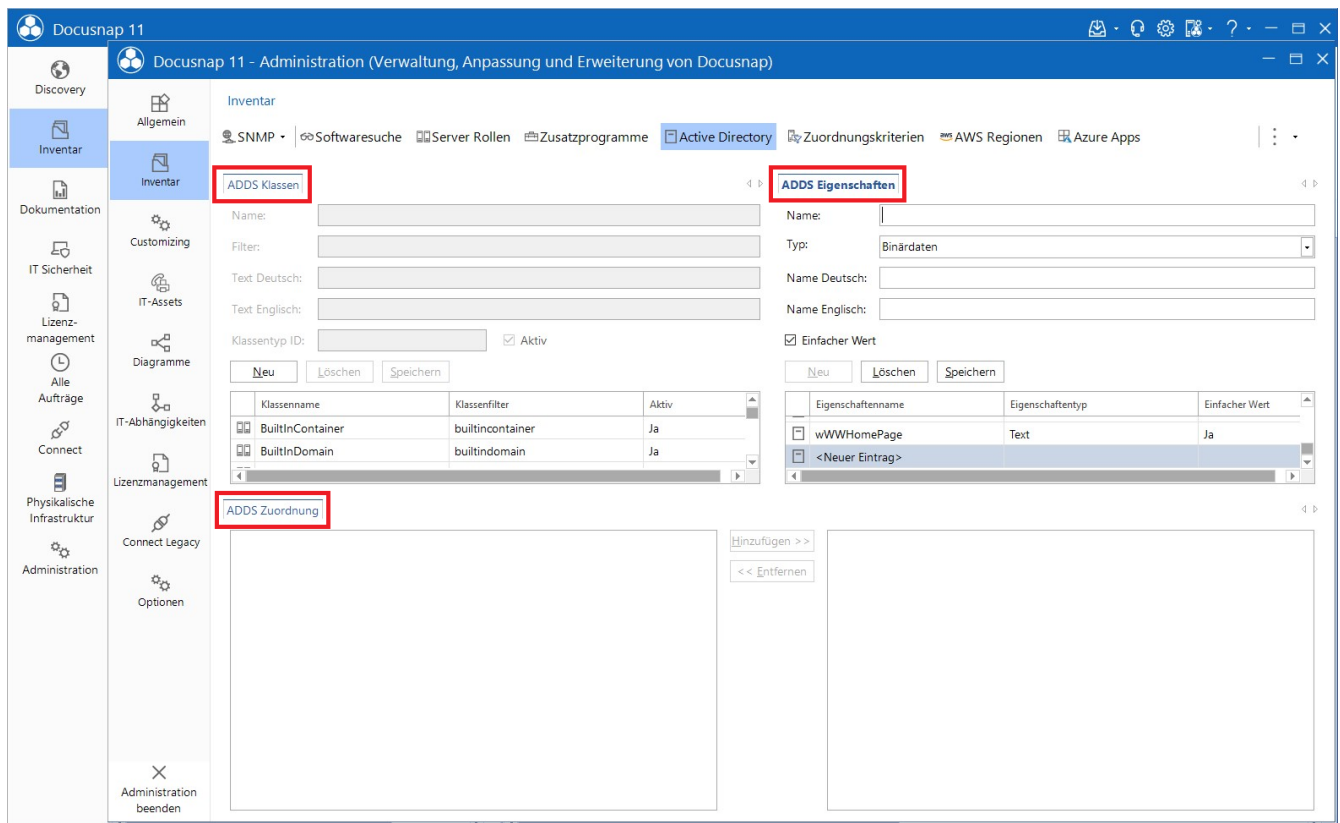 Docusnap 11
Docusnap 11 - Administration (Verwaltung, Anpassung und Erweiterung von Docusnap)
Discovery
Inventar
Dokumentation
IT Sicherheit
Lizenz-
management
Alle
Aufträge
Connect
Physikalische
Infrastruktur
Administration
Allgemein
Inventar
Customizing
IT-Assets
Diagramme
IT-Abhängigkeiten
Lizenzmanagement
Connect Legacy
Optionen
Administration
beenden
Inventar
SNMP Softwaresuche Server Rollen Zusatzprogramme Active Directory Zuordnungskriterien aws AWS Regionen Azure Apps
ADDS Klassen
Name:
Filter:
Text Deutsch:
Text Englisch:
Klassentyp ID: Aktiv
Neu Löschen Speichern
Klassenname Klassenfilter Aktiv
BuiltInContainer builtincontainer Ja
BuiltInDomain builtindomain Ja
ADDS Eigenschaften
Name:
Typ: Binärdaten
Name Deutsch:
Name Englisch:
Einfacher Wert
Neu Löschen Speichern
Eigenschaftenname Eigenschaftentyp Einfacher Wert
wWWHomePage Text Ja
<Neuer Eintrag>
ADDS Zuordnung
Hinzufügen >>
<< Entfernen